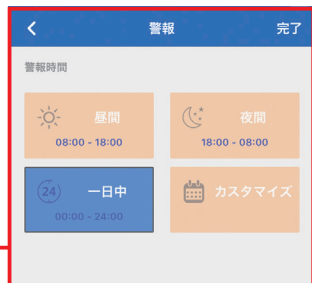 警報 完了
警報時間
昼間 夜間
08:00 - 18:00 18:00 - 08:00
24 一日中 カスタマイズ
00:00 - 24:00